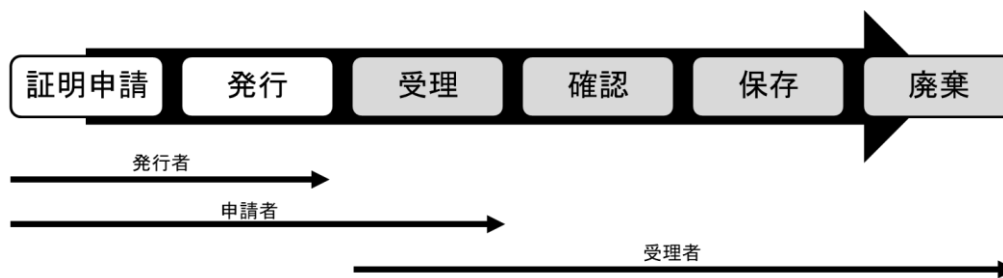 証明申請 発行 受理 確認 保存 廃棄
発行者
申請者
受理者